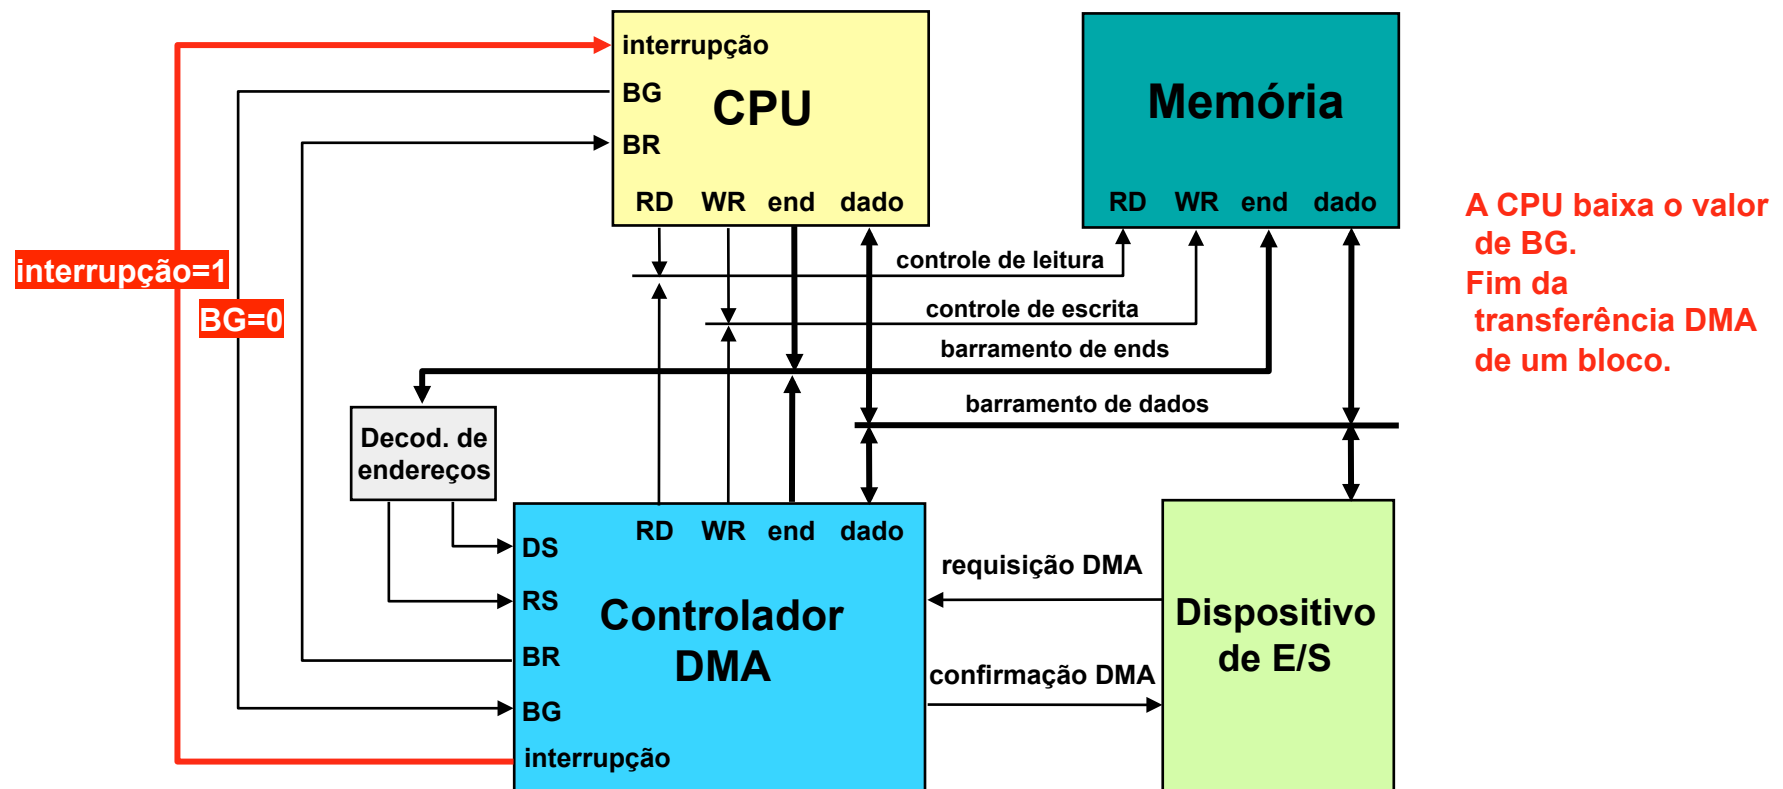 interrupção
BG
CPU
BR
RD WR end dado
Memória
RD WR end dado
A CPU baixa o valor
de BG.
Fim da
transferência DMA
de um bloco.
interrupção=1
BG=0
controle de leitura
controle de escrita
barramento de ends
barramento de dados
Decod. de
endereços
RD WR end dado
DS
RS
BR
BG
interrupção
Controlador
DMA
requisição DMA
confirmação DMA
Dispositivo
de E/S